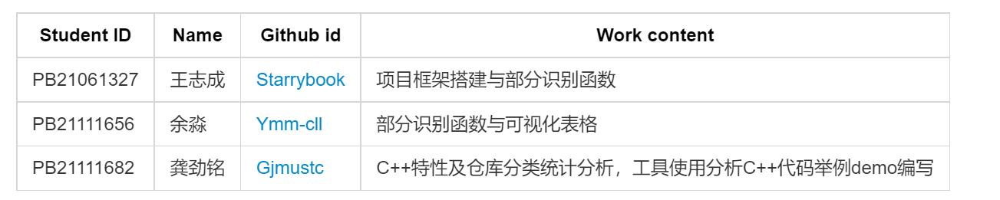 Student ID Name Github id Work content
PB21061327 王志成 Starrybook 项目框架搭建与部分识别函数
PB21111656 余淼 Ymm-cll 部分识别函数与可视化表格
PB21111682 龚劲铭 Gjmustc C++特性及仓库分类统计分析，工具使用分析C++代码举例demo编写